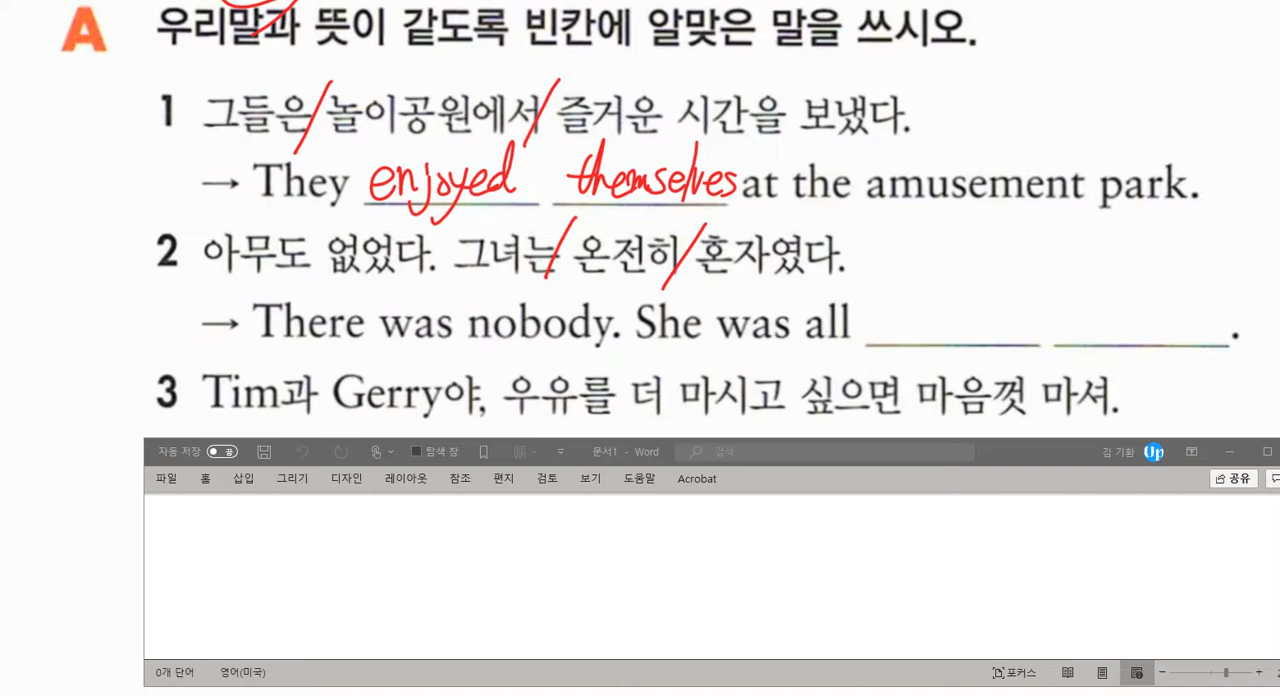 A 우리말과 뜻이 같도록 빈칸에 알맞은 말을 쓰시오.
1 그들은 놀이공원에서 즐거운 시간을 보냈다.
→ They enjoyed themselves at the amusement park.
2 아무도 없었다. 그녀는 온전히 혼자였다.
→ There was nobody. She was all
3 Tim과 Gerry야, 우유를 더 마시고 싶으면 마음껏 마셔.
자동 저장 끌 탐색 창 문서1 - Word 검색 김 기환 Up
파일 홈 삽입 그리기 디자인 레이아웃 참조 편지 검토 보기 도움말 Acrobat 공유
0개 단어 영어(미국) 포커스